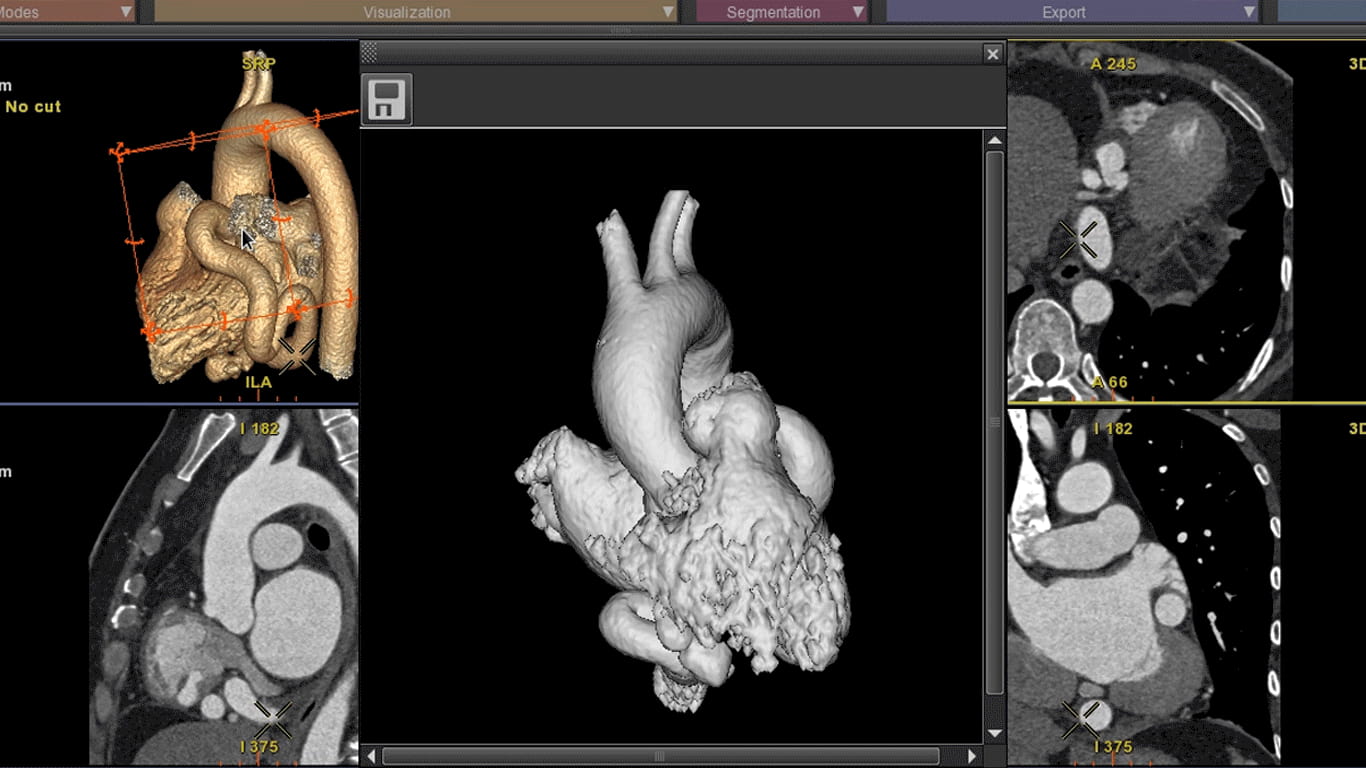 Modes
Visualization
Segmentation
Export
SRP
m
No cut
ILA
A 245
3D
A 66
I 182
m
I 375
I 182
3D
I 375